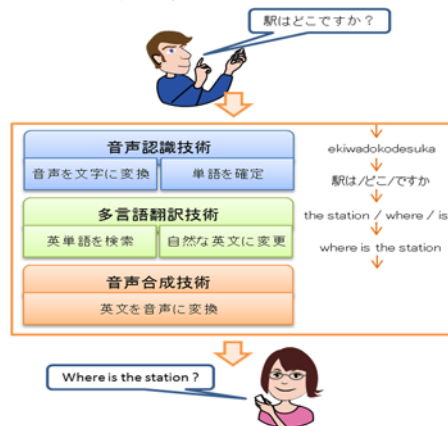 駅はどこですか？
音声認識技術
音声を文字に変換
単語を確定
ekiwadokodesuka
駅は/どこ/ですか
多言語翻訳技術
英単語を検索
自然な英文に変更
the station / where / is
where is the station
音声合成技術
英文を音声に変換
Where is the station ?